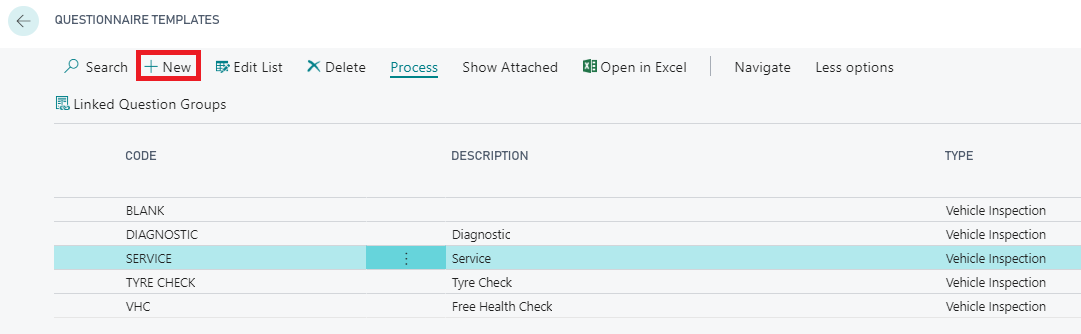 QUESTIONNAIRE TEMPLATES
Search New Edit List Delete Process Show Attached Open in Excel Navigate Less options
Linked Question Groups
CODE DESCRIPTION TYPE
BLANK Vehicle Inspection
DIAGNOSTIC Diagnostic Vehicle Inspection
SERVICE Service Vehicle Inspection
TYRE CHECK Tyre Check Vehicle Inspection
VHC Free Health Check Vehicle Inspection